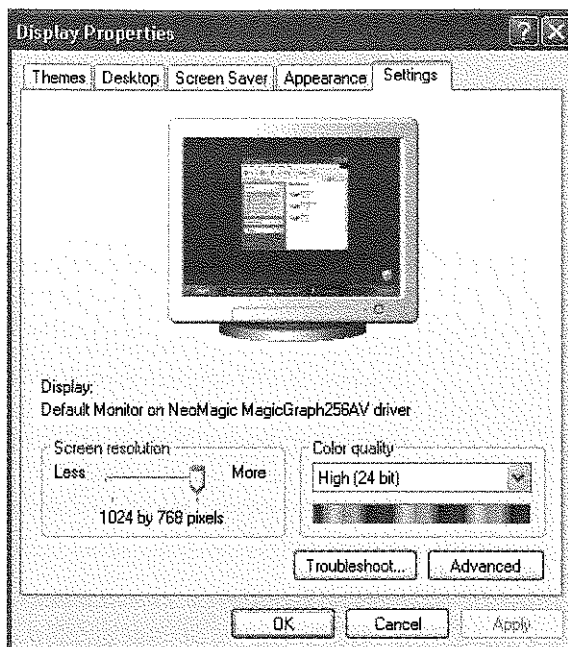 Display Properties
Themes Desktop Screen Saver Appearance Settings
Display:
Default Monitor on NeoMagic MagicGraph256AV driver
Screen resolution
Less More
1024 by 768 pixels
Color quality
High (24 bit)
Troubleshoot... Advanced
OK Cancel Apply